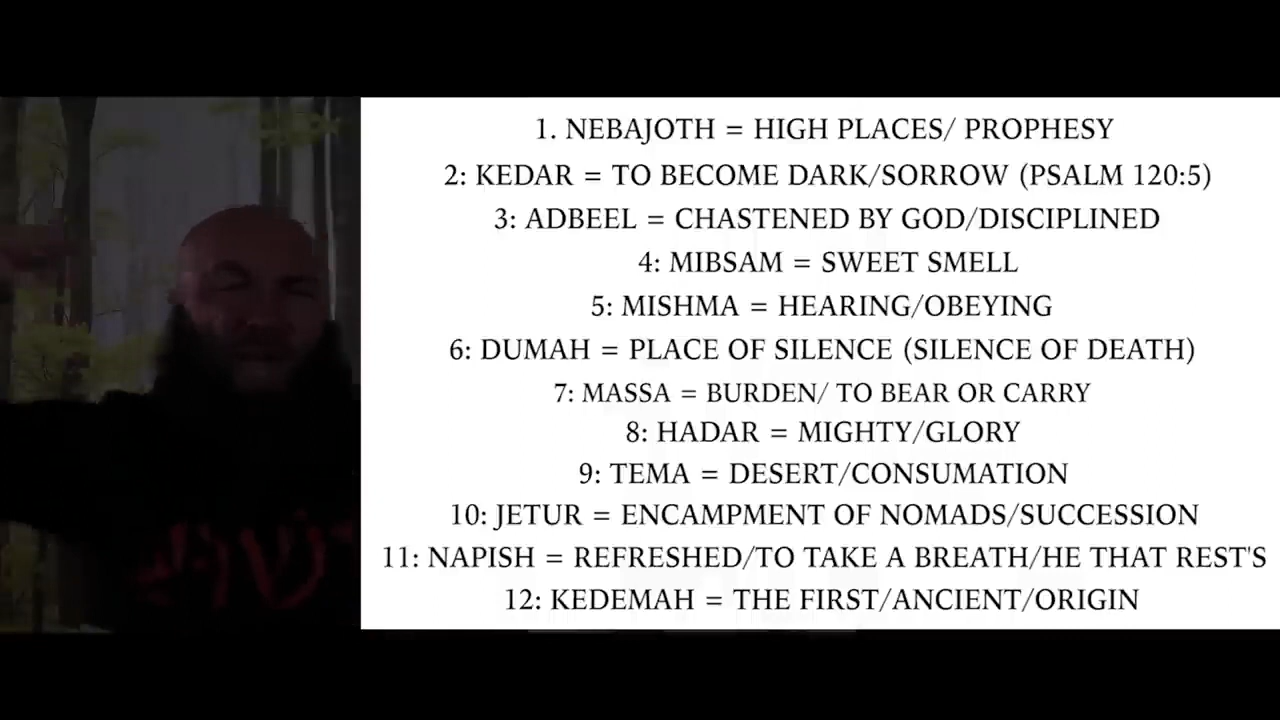 1. NEBAJOTH = HIGH PLACES/ PROPHESY
2: KEDAR = TO BECOME DARK/SORROW (PSALM 120:5)
3: ADBEEL = CHASTENED BY GOD/DISCIPLINED
4: MIBSAM = SWEET SMELL
5: MISHMA = HEARING/OBEYING
6: DUMAH = PLACE OF SILENCE (SILENCE OF DEATH)
7: MASSA = BURDEN/ TO BEAR OR CARRY
8: HADAR = MIGHTY/GLORY
9: TEMA = DESERT/CONSUMATION
10: JETUR = ENCAMPMENT OF NOMADS/SUCCESSION
11: NAPISH = REFRESHED/TO TAKE A BREATH/HE THAT REST'S
12: KEDEMAH = THE FIRST/ANCIENT/ORIGIN